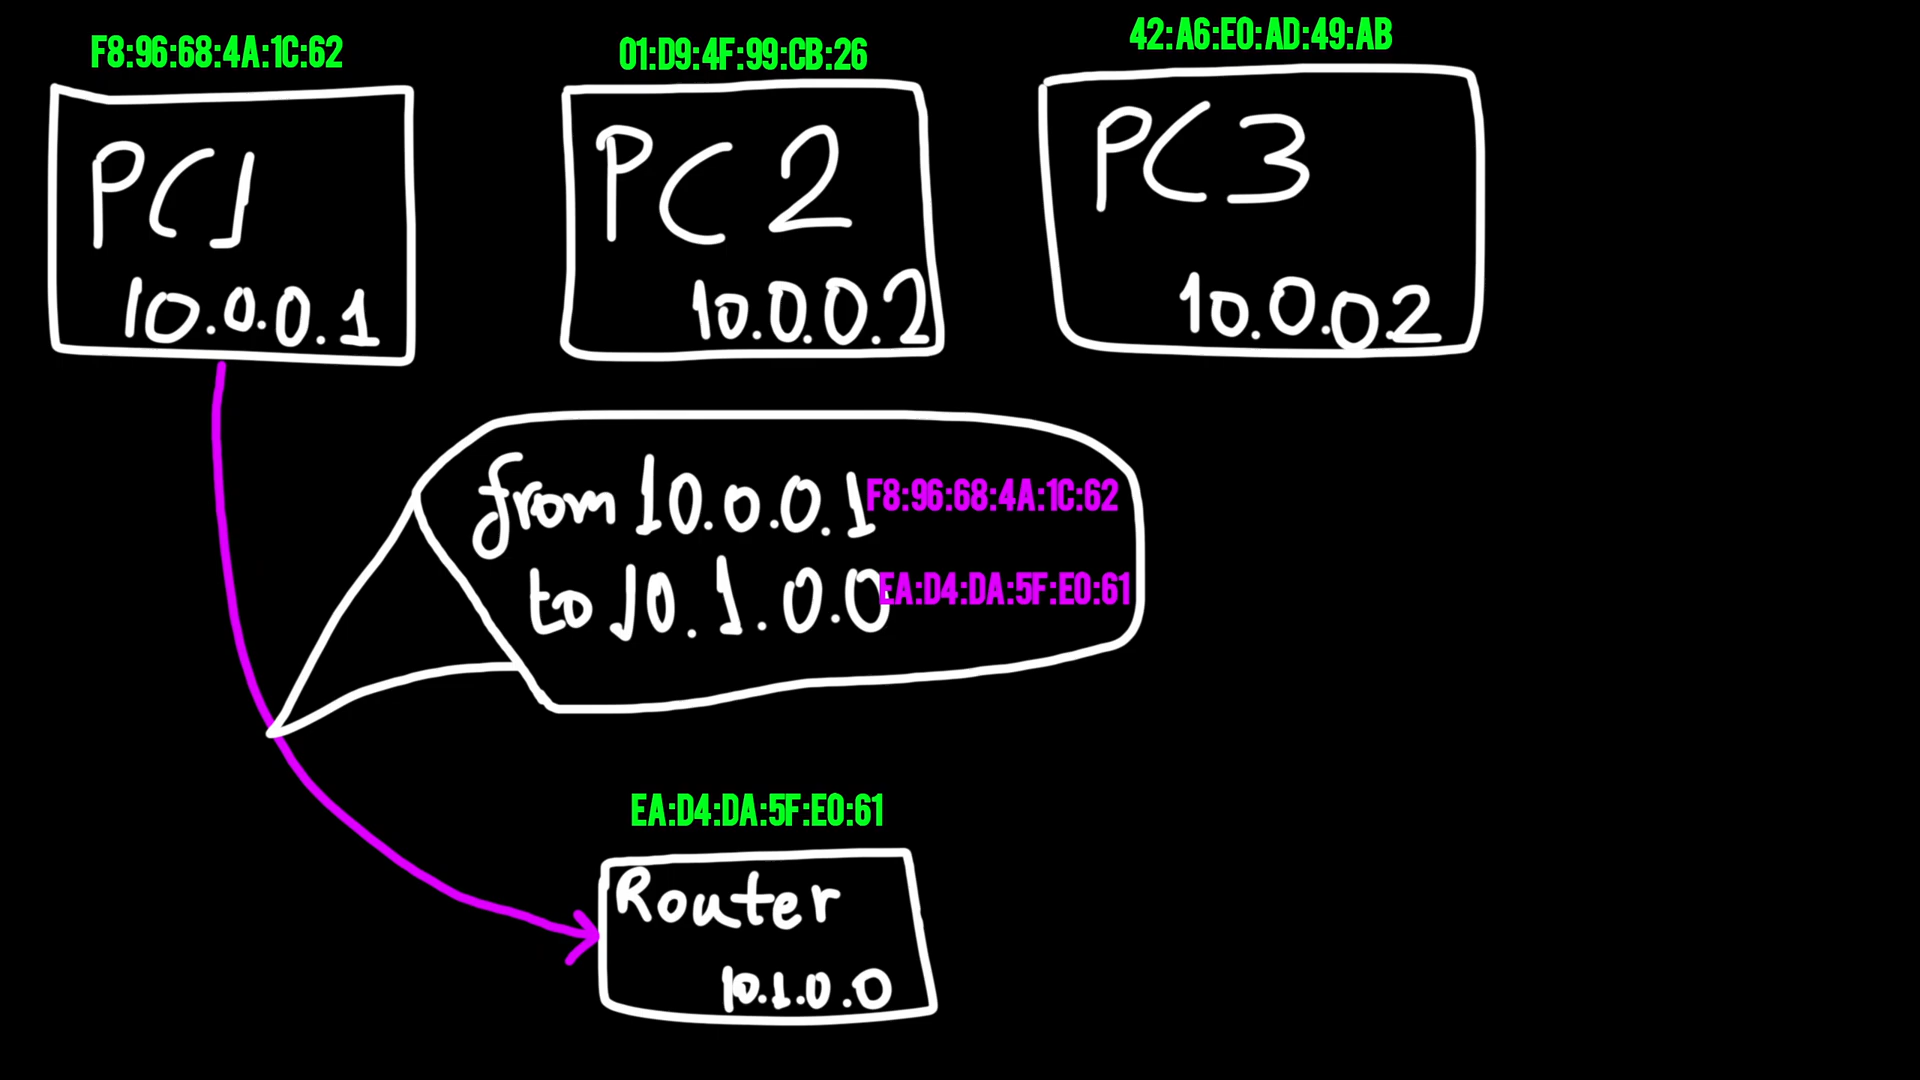 F8:96:68:4A:1C:62
01:D9:4F:99:CB:26
42:A6:E0:AD:49:AB
PC1
10.0.0.1
PC2
10.0.0.2
PC3
10.0.0.2
from 10.0.0.1 F8:96:68:4A:1C:62
to 10.1.0.0 EA:D4:DA:5F:E0:61
EA:D4:DA:5F:E0:61
Router
10.1.0.0